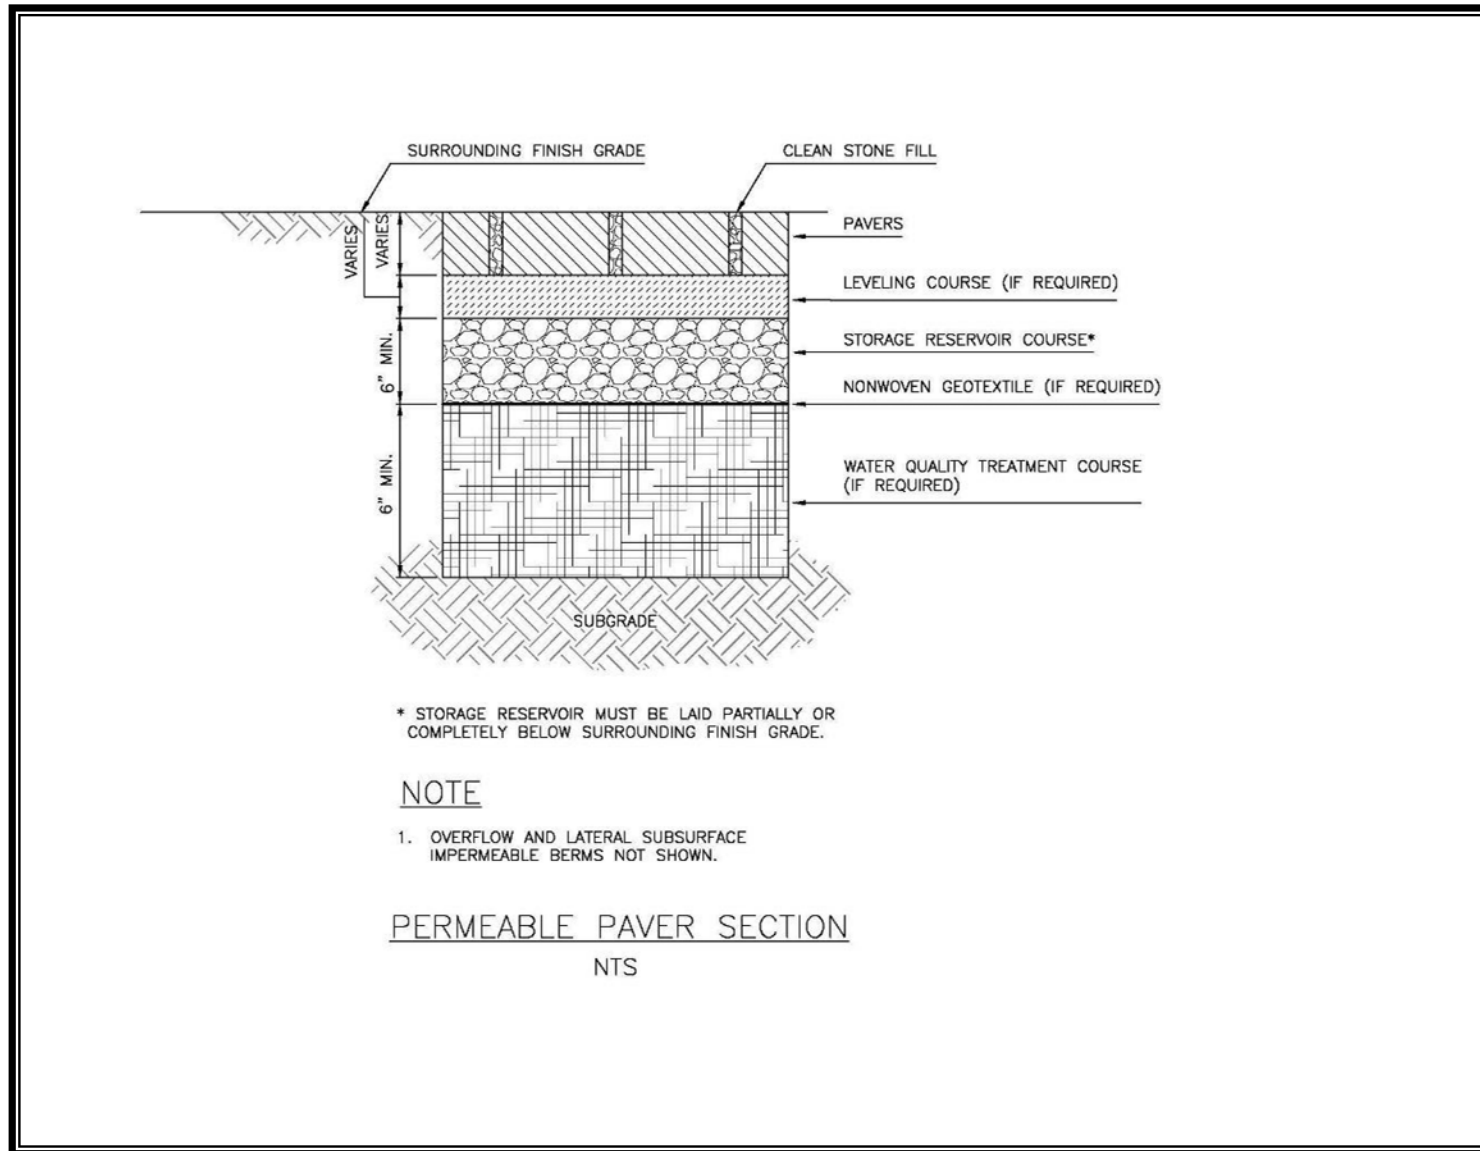 SURROUNDING FINISH GRADE
CLEAN STONE FILL
VARIES
VARIES
PAVERS
LEVELING COURSE (IF REQUIRED)
6" MIN.
STORAGE RESERVOIR COURSE*
NONWOVEN GEOTEXTILE (IF REQUIRED)
6" MIN.
WATER QUALITY TREATMENT COURSE
(IF REQUIRED)
SUBGRADE
* STORAGE RESERVOIR MUST BE LAID PARTIALLY OR
COMPLETELY BELOW SURROUNDING FINISH GRADE.
NOTE
1. OVERFLOW AND LATERAL SUBSURFACE
IMPERMEABLE BERMS NOT SHOWN.
PERMEABLE PAVER SECTION
NTS